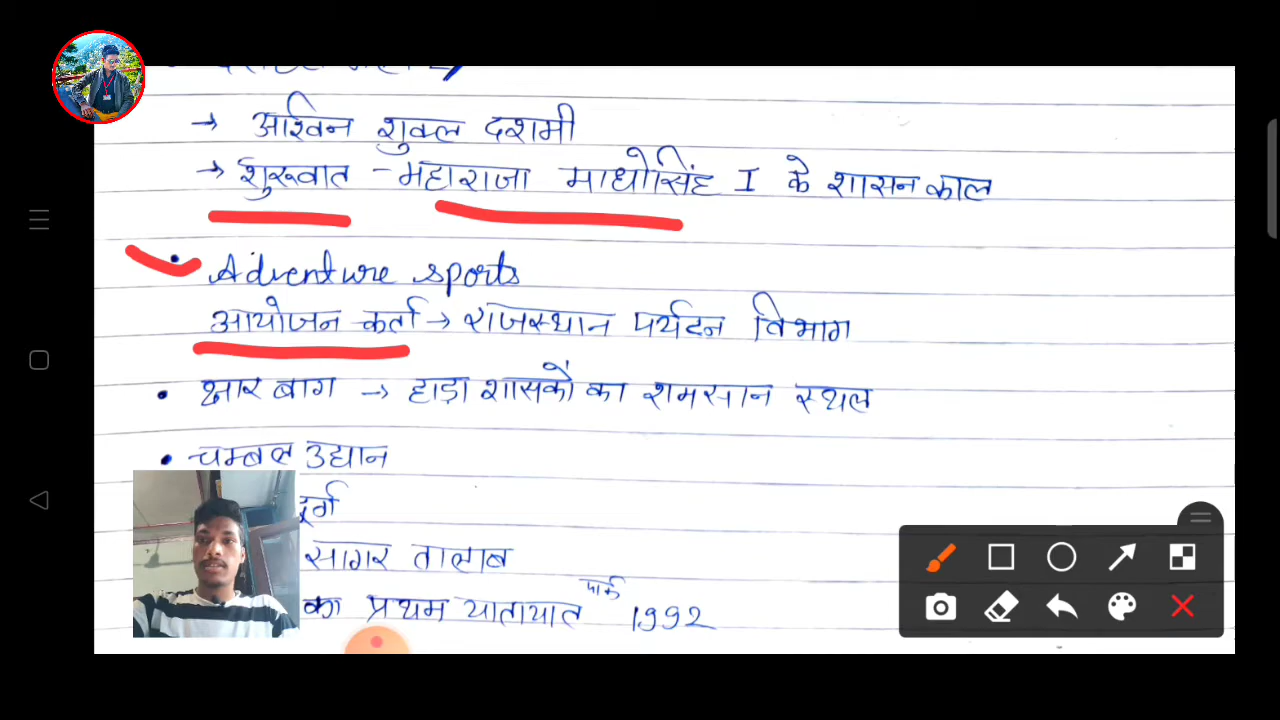 → आश्विन शुक्ल दशमी
→ शुरूवात - महाराजा माधोसिंह I के शासन काल
• Adventure sports
आयोजन कर्ता → राजस्थान पर्यटन विभाग
• क्षार बाग → हाड़ा शासकों का शमसान स्थल
• चम्बल उद्यान
दुर्ग
सागर तालाब
का प्रथम यातायात पार्क 1992